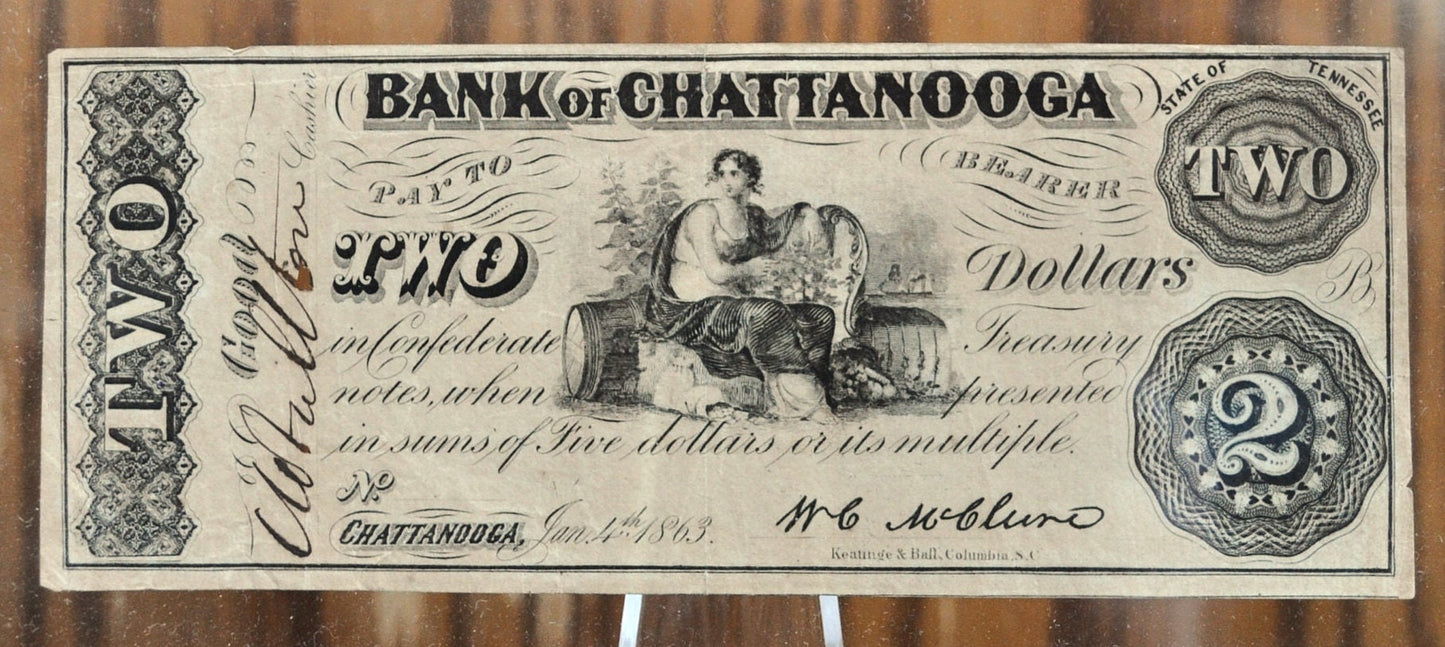 BANK OF CHATTANOOGA
STATE OF TENNESSEE
TWO
Cashier
Good
PAY TO
BEARER
TWO
TWO
Dollars
B
in Confederate
Treasury
notes, when
presented
in sums of Five dollars or its multiple.
2
No
CHATTANOOGA, Jan. 4th 1863.
W C McClure
Keatinge & Ball, Columbia, S.C